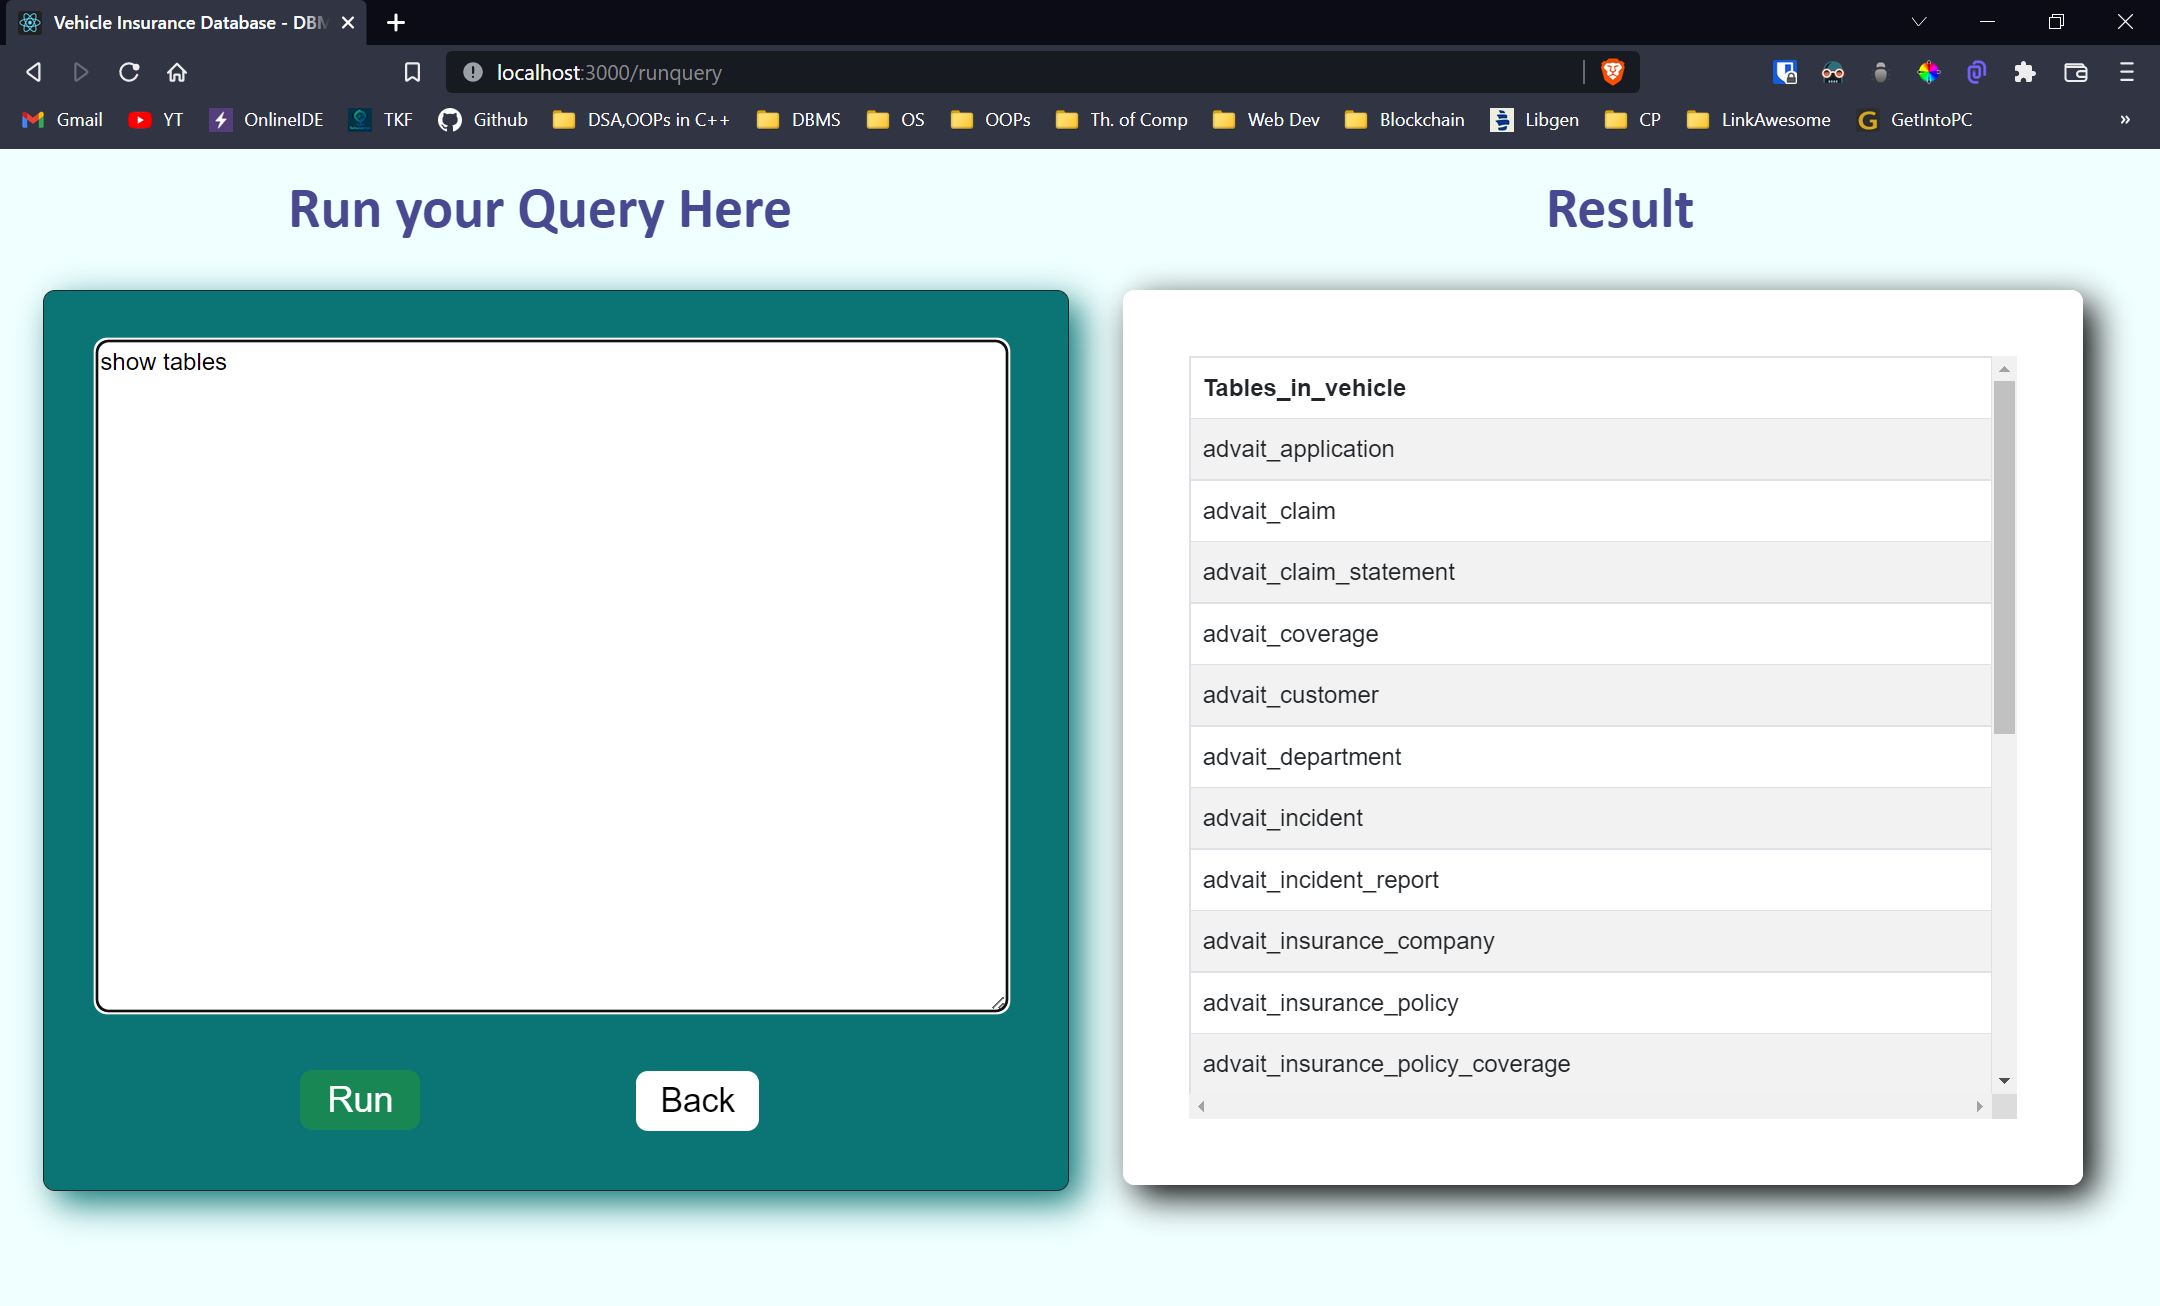 Vehicle Insurance Database - DBM
localhost:3000/runquery
Gmail YT OnlineIDE TKF Github DSA,OOPs in C++ DBMS OS OOPs Th. of Comp Web Dev Blockchain Libgen CP LinkAwesome GetIntoPC »
Run your Query Here
show tables
Run Back
Result
Tables_in_vehicle
advait_application
advait_claim
advait_claim_statement
advait_coverage
advait_customer
advait_department
advait_incident
advait_incident_report
advait_insurance_company
advait_insurance_policy
advait_insurance_policy_coverage